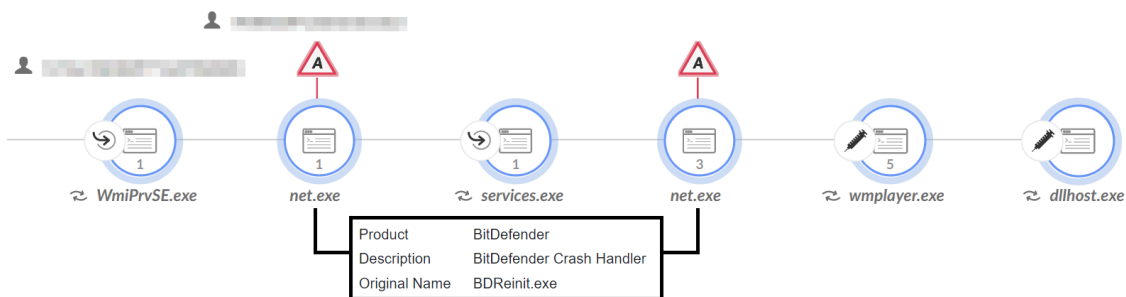 A
A
1
1
1
3
5
WmiPrvSE.exe
net.exe
services.exe
net.exe
wmplayer.exe
dllhost.exe
Product BitDefender
Description BitDefender Crash Handler
Original Name BDReinit.exe